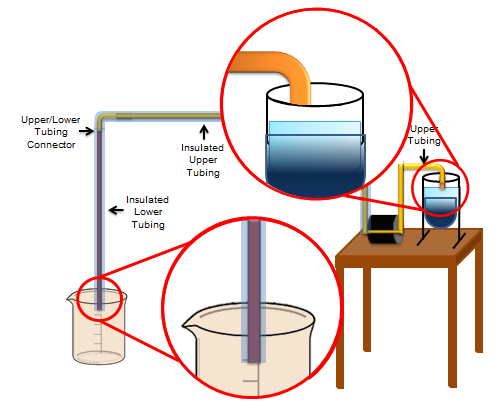 Upper/Lower
Tubing
Connector
Insulated
Upper
Tubing
Upper
Tubing
Insulated
Lower
Tubing